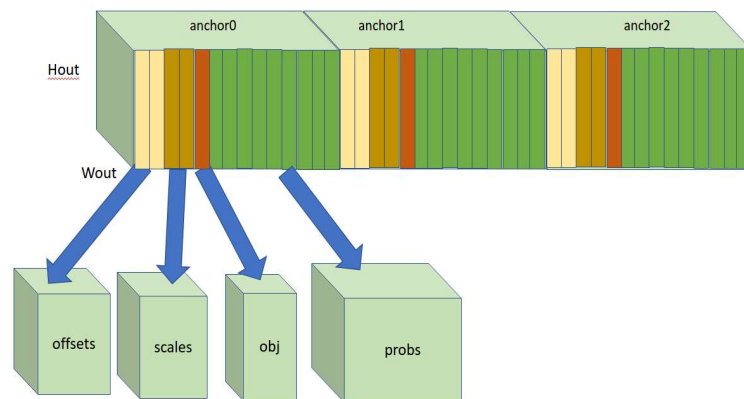 anchor0
anchor1
anchor2
Hout
Wout
offsets
scales
obj
probs